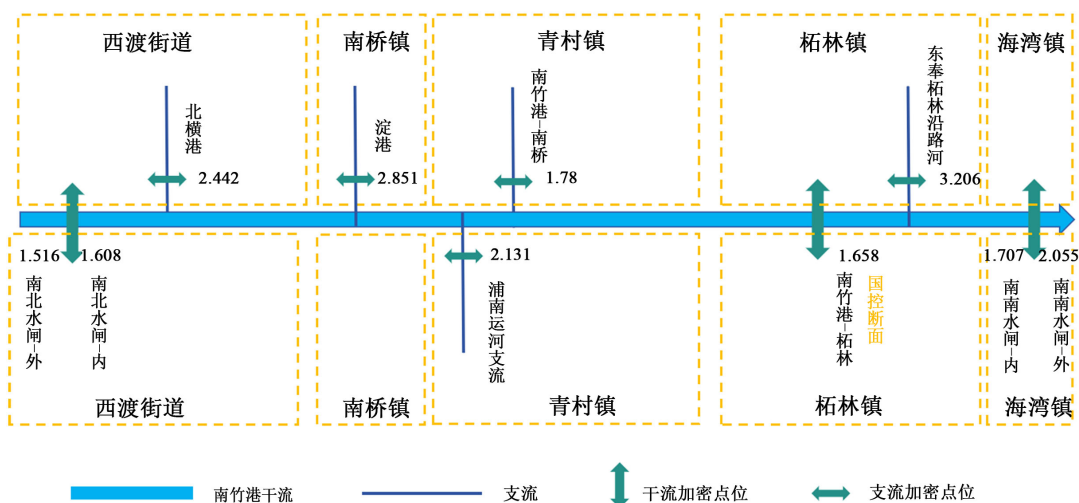 西渡街道
南桥镇
青村镇
柘林镇
海湾镇
北横港
2.442
淀港
2.851
南竹港-南桥
1.78
东奉柘林沿路河
3.206
1.516
南北水闸-外
1.608
南北水闸-内
2.131
浦南运河支流
1.658
南竹港-柘林
国控断面
1.707
南南水闸-内
2.055
南南水闸-外
西渡街道
南桥镇
青村镇
柘林镇
海湾镇
南竹港干流
支流
干流加密点位
支流加密点位